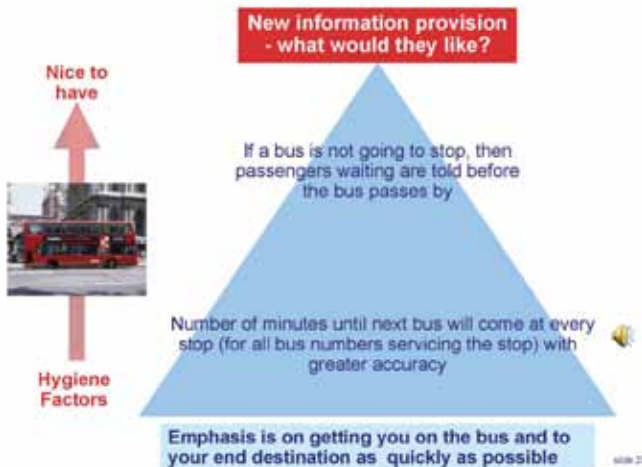 New information provision
- what would they like?
Nice to
have
If a bus is not going to stop, then
passengers waiting are told before
the bus passes by
Number of minutes until next bus will come at every
stop (for all bus numbers servicing the stop) with
greater accuracy
Hygiene
Factors
Emphasis is on getting you on the bus and to
your end destination as quickly as possible
slide